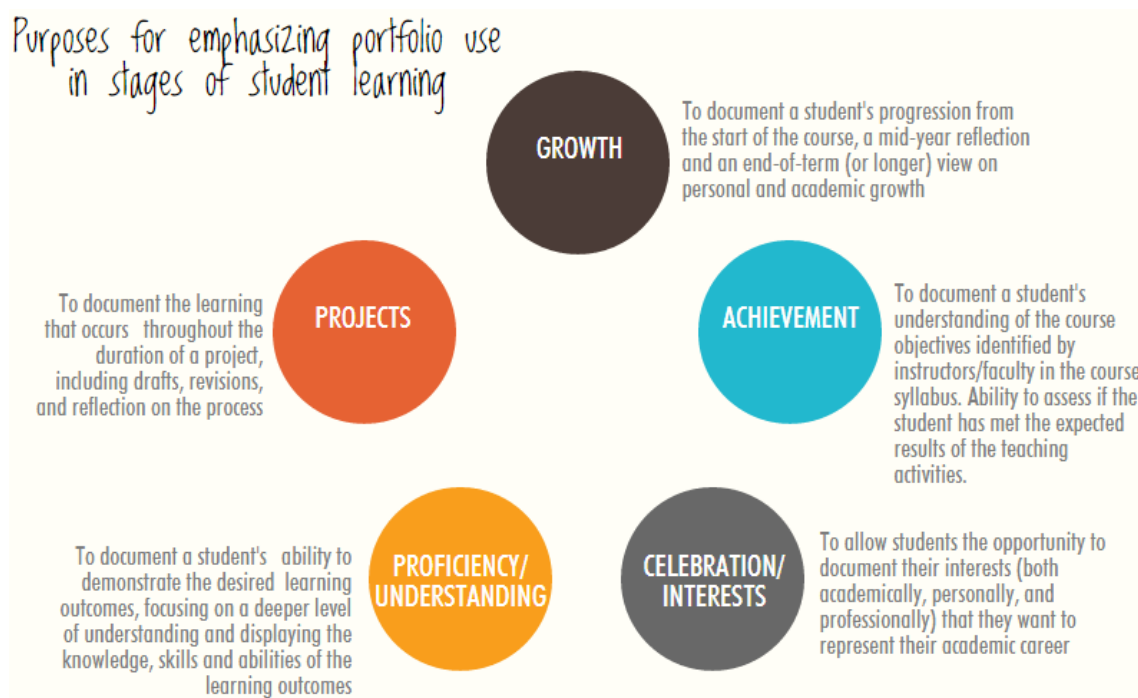 Purposes for emphasizing portfolio use
in stages of student learning
GROWTH
To document a student's progression from
the start of the course, a mid-year reflection
and an end-of-term (or longer) view on
personal and academic growth
ACHIEVEMENT
To document a student's
understanding of the course
objectives identified by
instructors/faculty in the course
syllabus. Ability to assess if the
student has met the expected
results of the teaching
activities.
CELEBRATION/
INTERESTS
To allow students the opportunity to
document their interests (both
academically, personally, and
professionally) that they want to
represent their academic career
PROFICIENCY/
UNDERSTANDING
To document a student's ability to
demonstrate the desired learning
outcomes, focusing on a deeper level
of understanding and displaying the
knowledge, skills and abilities of the
learning outcomes
PROJECTS
To document the learning
that occurs throughout the
duration of a project,
including drafts, revisions,
and reflection on the process